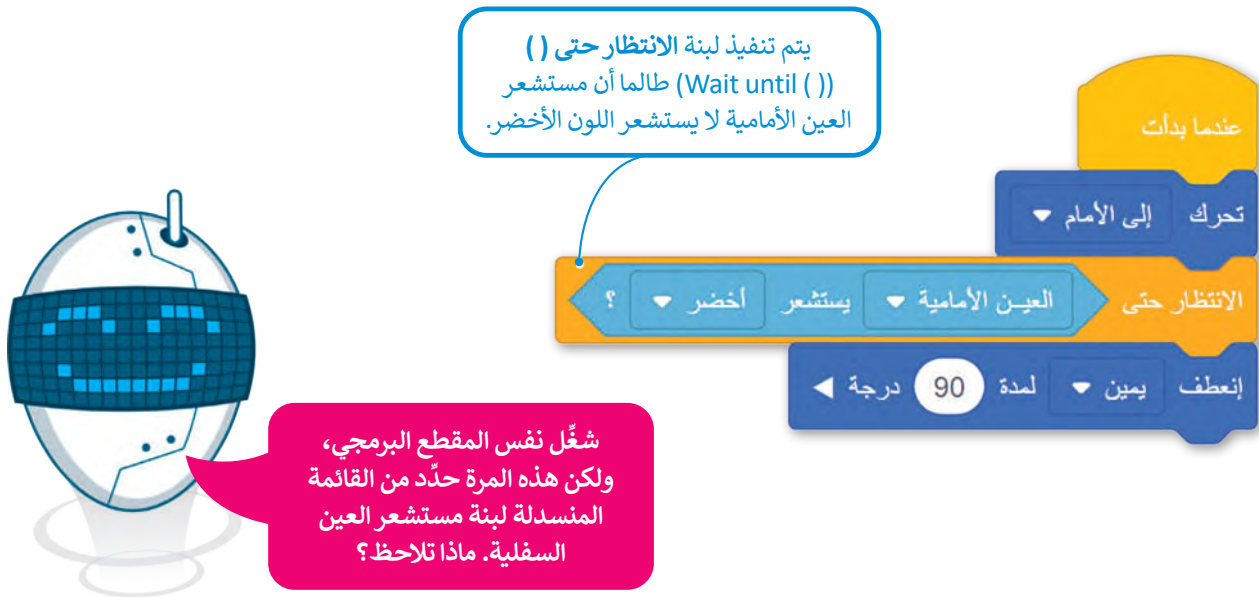 يتم تنفيذ لبنة الانتظار حتى ( )
(Wait until ( )) طالما أن مستشعر
العين الأمامية لا يستشعر اللون الأخضر.
عندما بدأت
تحرك إلى الأمام
الانتظار حتى العيـن الأمامية يستشعر أخضر ؟
إنعطف يمين لمدة 90 درجة
شغِّل نفس المقطع البرمجي،
ولكن هذه المرة حدِّد من القائمة
المنسدلة لبنة مستشعر العين
السفلية. ماذا تلاحظ؟